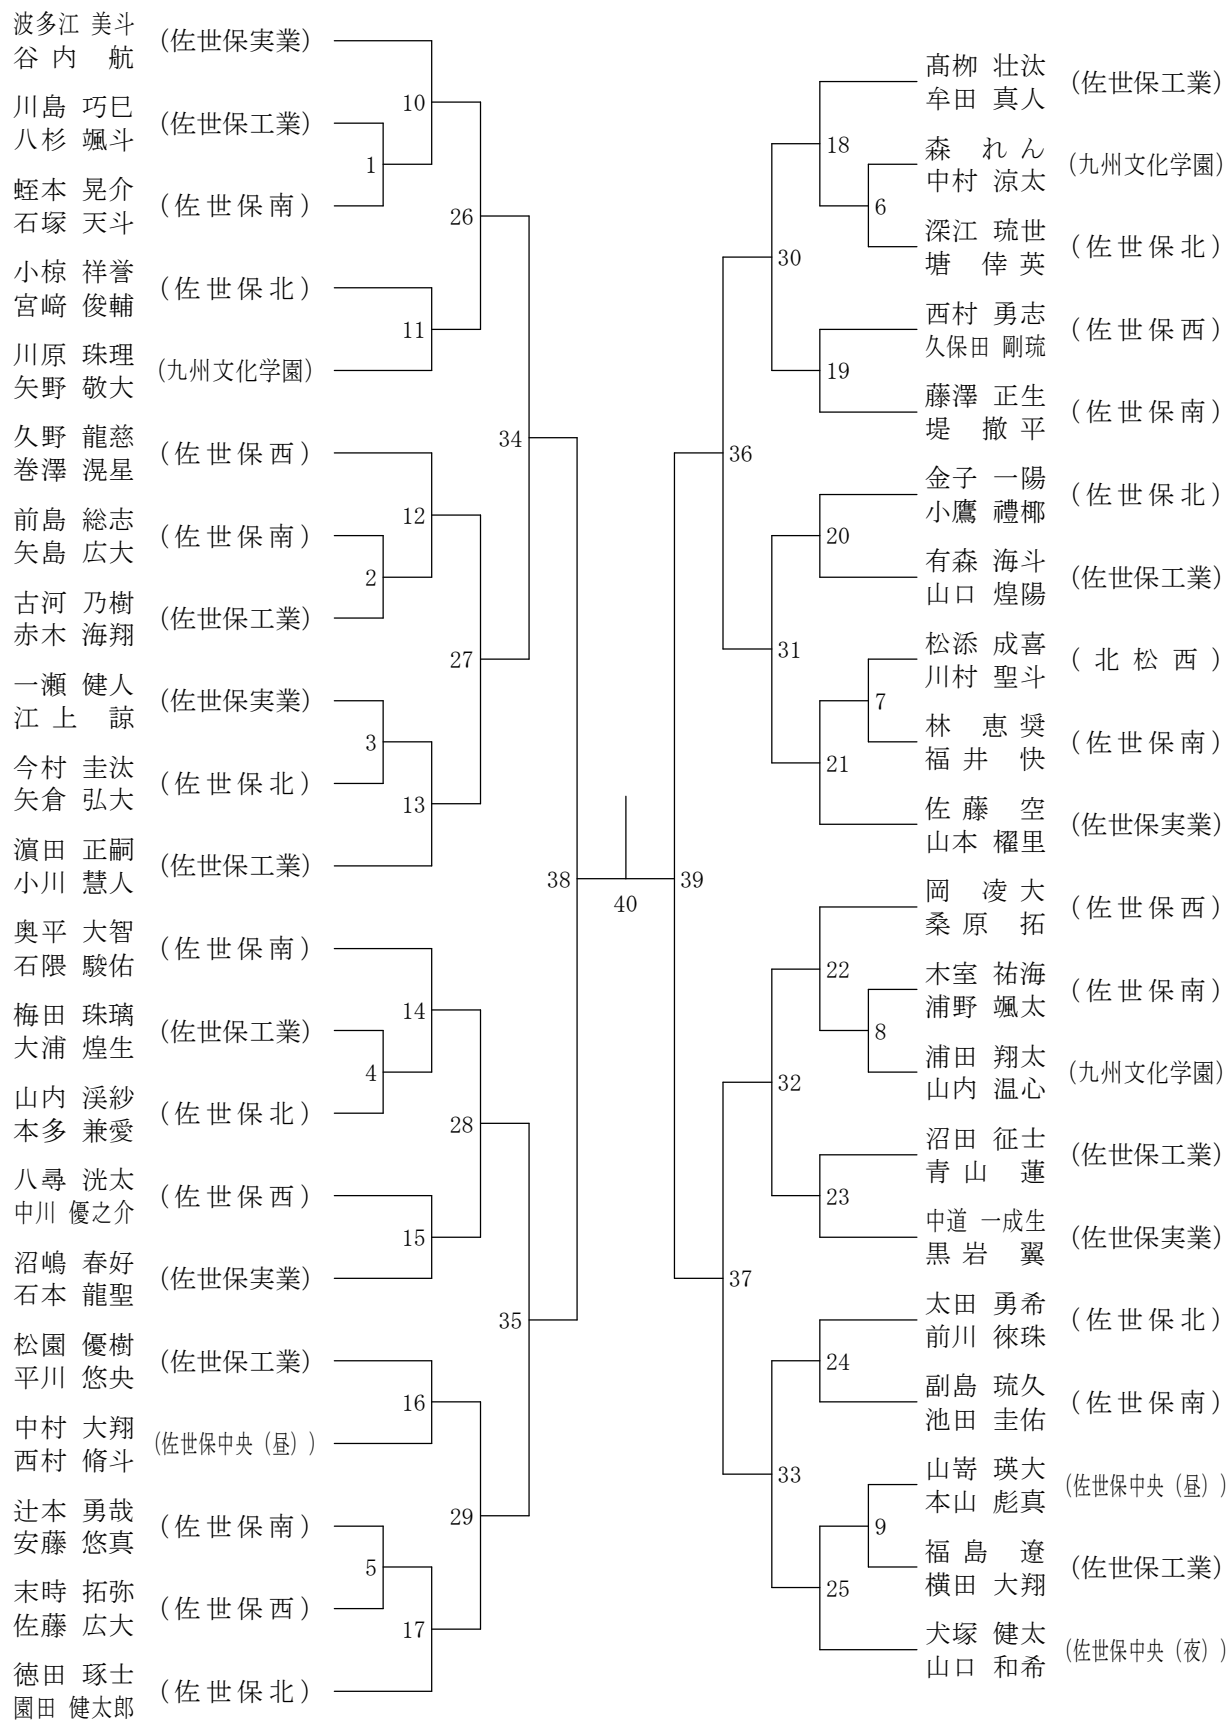 波多江 美斗
谷内 航
(佐世保実業)
川島 巧巳
八杉 颯斗
(佐世保工業)
蛭本 晃介
石塚 天斗
(佐世保南)
小椋 祥誉
宮﨑 俊輔
(佐世保北)
川原 珠理
矢野 敬大
(九州文化学園)
久野 龍慈
巻澤 滉星
(佐世保西)
前島 総志
矢島 広大
(佐世保南)
古河 乃樹
赤木 海翔
(佐世保工業)
一瀬 健人
江上 諒
(佐世保実業)
今村 圭汰
矢倉 弘大
(佐世保北)
濵田 正嗣
小川 慧人
(佐世保工業)
奥平 大智
石隈 駿佑
(佐世保南)
梅田 珠璃
大浦 煌生
(佐世保工業)
山内 渓紗
本多 兼愛
(佐世保北)
八尋 洸太
中川 優之介
(佐世保西)
沼嶋 春好
石本 龍聖
(佐世保実業)
松園 優樹
平川 悠央
(佐世保工業)
中村 大翔
西村 脩斗
(佐世保中央（昼）)
辻本 勇哉
安藤 悠真
(佐世保南)
末時 拓弥
佐藤 広大
(佐世保西)
徳田 琢士
園田 健太郎
(佐世保北)
1
2
3
4
5
10
11
12
13
14
15
16
17
26
27
28
29
34
35
38
40
39
36
37
30
31
32
33
18
19
20
21
22
23
24
25
6
7
8
9
髙栁 壮汰
牟田 真人
(佐世保工業)
森 れん
中村 涼太
(九州文化学園)
深江 琉世
塘 倖英
(佐世保北)
西村 勇志
久保田 剛琉
(佐世保西)
藤澤 正生
堤 撤平
(佐世保南)
金子 一陽
小鷹 禮椰
(佐世保北)
有森 海斗
山口 煌陽
(佐世保工業)
松添 成喜
川村 聖斗
(北松西)
林 恵奨
福井 快
(佐世保南)
佐藤 空
山本 櫂里
(佐世保実業)
岡 凌大
桑原 拓
(佐世保西)
木室 祐海
浦野 颯太
(佐世保南)
浦田 翔太
山内 温心
(九州文化学園)
沼田 征士
青山 蓮
(佐世保工業)
中道 一成生
黒岩 翼
(佐世保実業)
太田 勇希
前川 徠珠
(佐世保北)
副島 琉久
池田 圭佑
(佐世保南)
山嵜 瑛大
本山 彪真
(佐世保中央（昼）)
福島 遼
横田 大翔
(佐世保工業)
犬塚 健太
山口 和希
(佐世保中央（夜）)